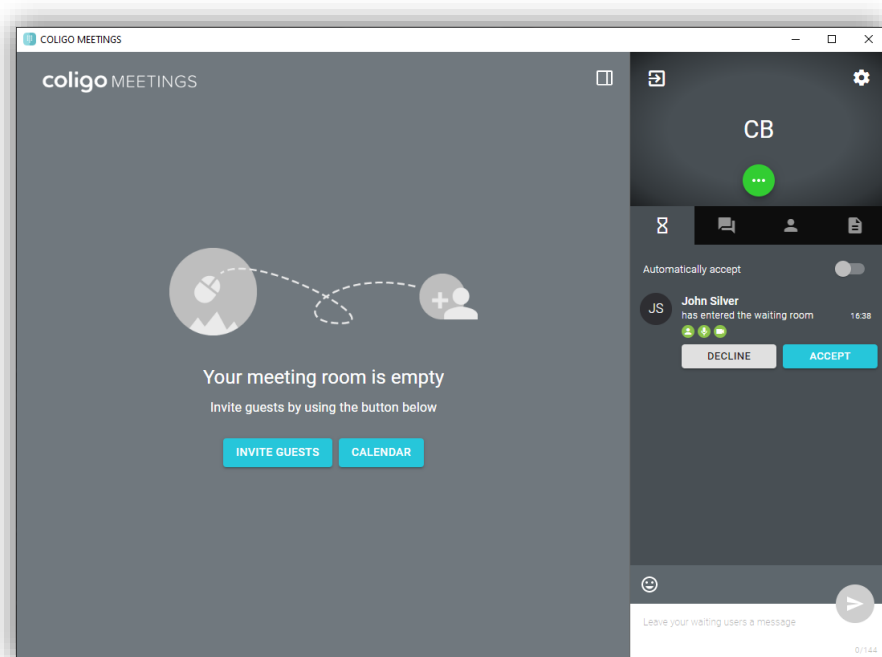 COLIGO MEETINGS
coligo MEETINGS
Your meeting room is empty
Invite guests by using the button below
INVITE GUESTS CALENDAR
CB
Automatically accept
JS
John Silver
has entered the waiting room 16:38
DECLINE ACCEPT
Leave your waiting users a message
0/144